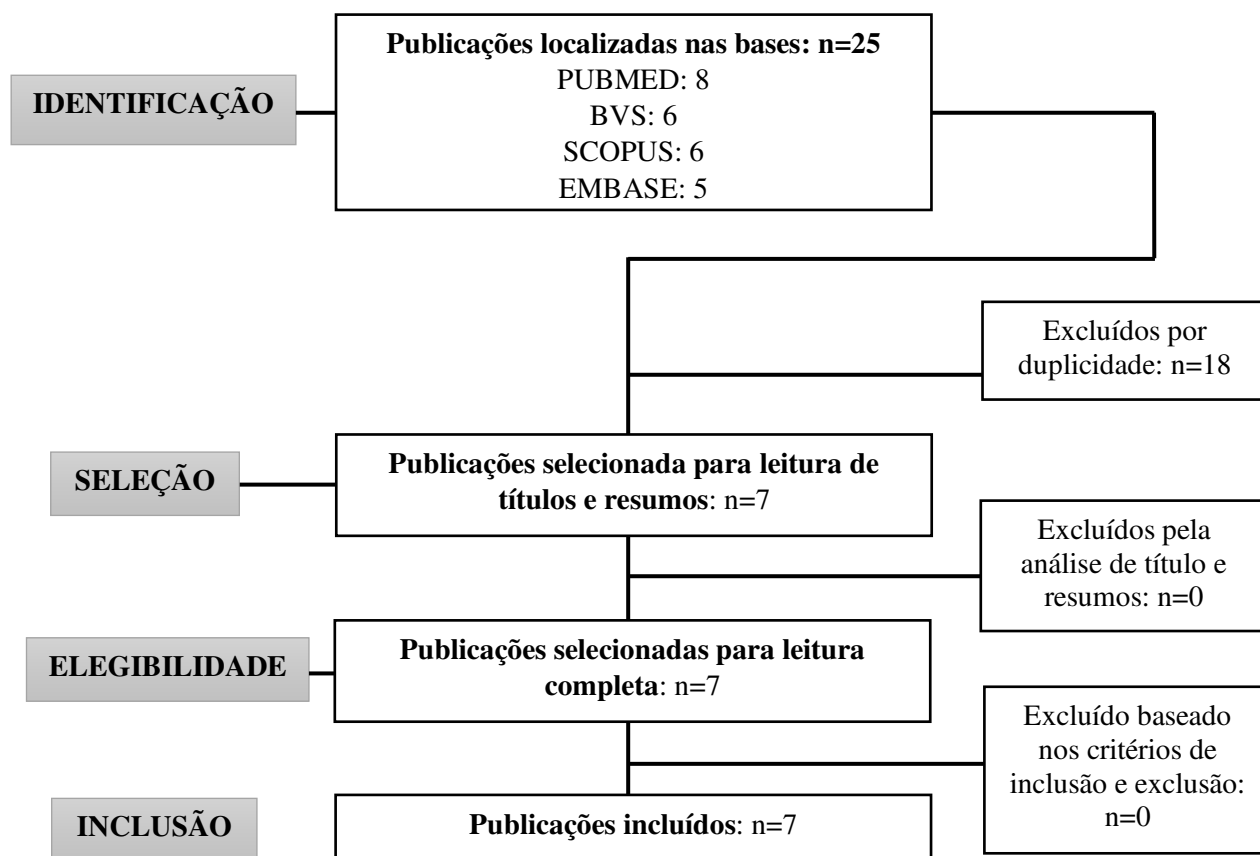 IDENTIFICAÇÃO
Publicações localizadas nas bases: n=25
PUBMED: 8
BVS: 6
SCOPUS: 6
EMBASE: 5
Excluídos por
duplicidade: n=18
SELEÇÃO
Publicações selecionada para leitura de
títulos e resumos: n=7
Excluídos pela
análise de título e
resumos: n=0
ELEGIBILIDADE
Publicações selecionadas para leitura
completa: n=7
Excluído baseado
nos critérios de
inclusão e exclusão:
n=0
INCLUSÃO
Publicações incluídos: n=7